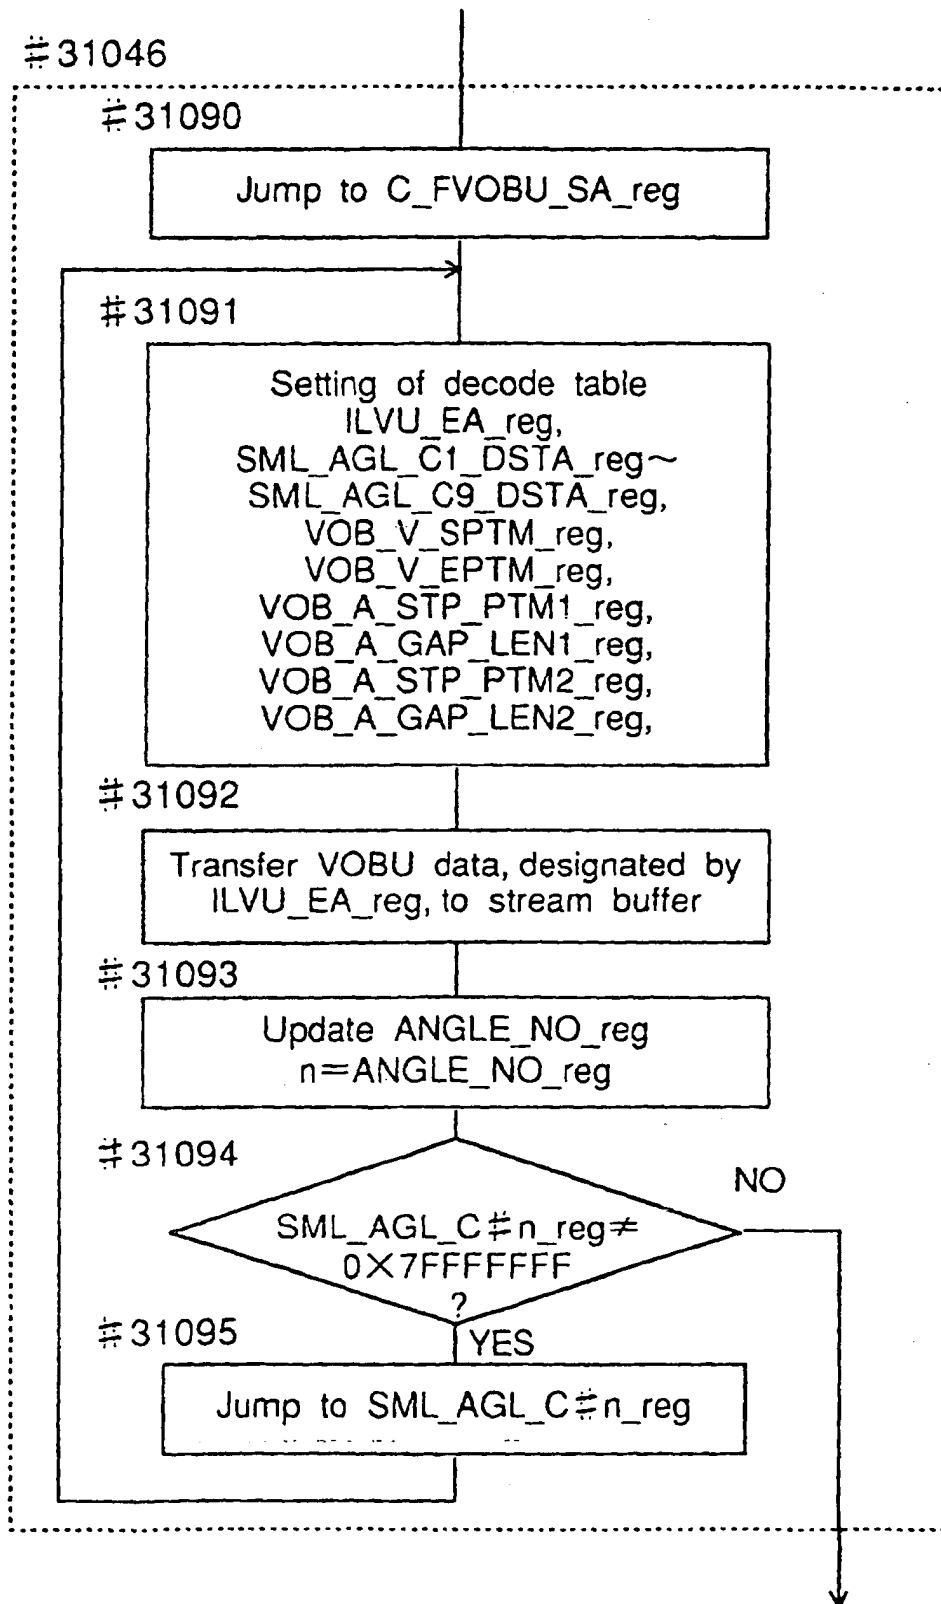 #31046
#31090
Jump to C_FVOBU_SA_reg
#31091
Setting of decode table
ILVU_EA_reg,
SML_AGL_C1_DSTA_reg~
SML_AGL_C9_DSTA_reg,
VOB_V_SPTM_reg,
VOB_V_EPTM_reg,
VOB_A_STP_PTM1_reg,
VOB_A_GAP_LEN1_reg,
VOB_A_STP_PTM2_reg,
VOB_A_GAP_LEN2_reg,
#31092
Transfer VOBU data, designated by
ILVU_EA_reg, to stream buffer
#31093
Update ANGLE_NO_reg
n=ANGLE_NO_reg
#31094
NO
SML_AGL_C#n_reg≠
0X7FFFFFFF
?
#31095
YES
Jump to SML_AGL_C#n_reg